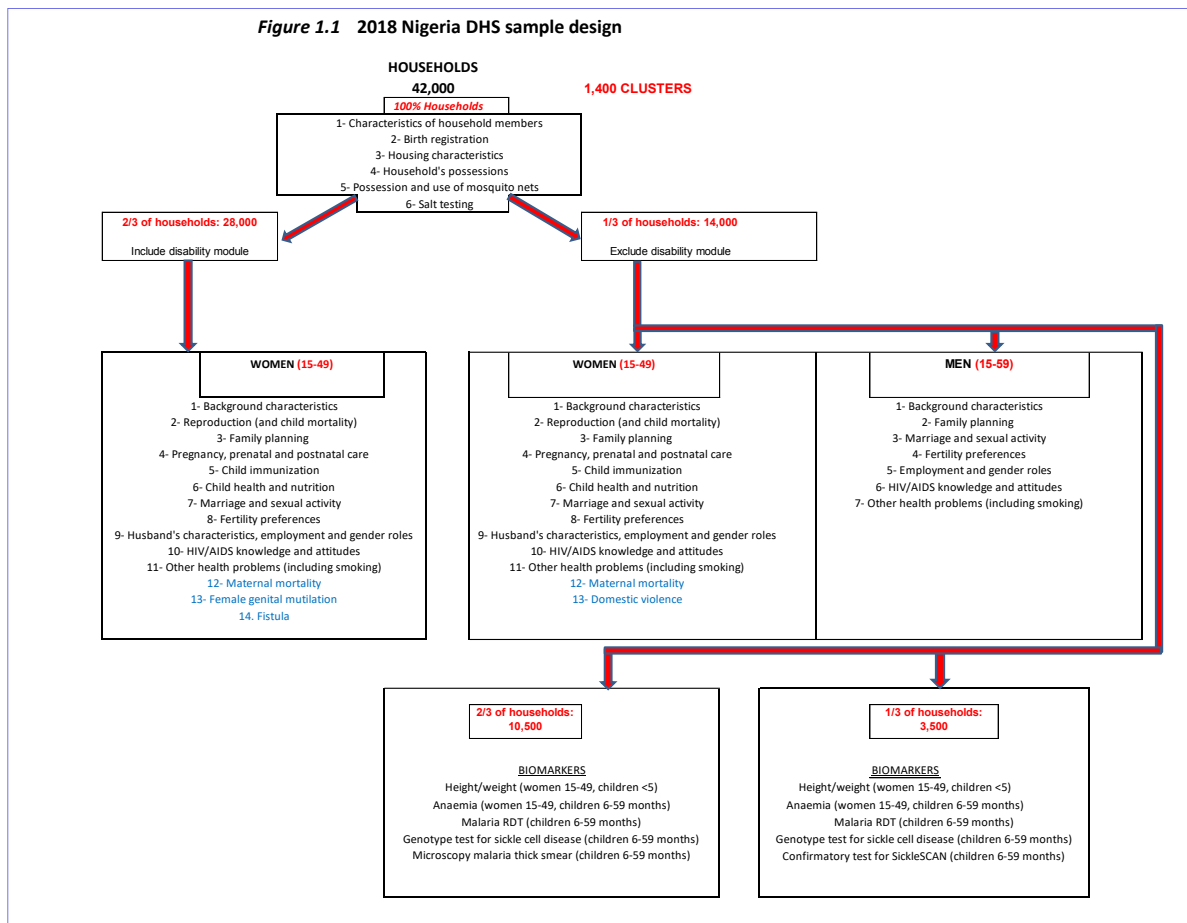 Figure 1.1 2018 Nigeria DHS sample design
HOUSEHOLDS
42,000
1,400 CLUSTERS
100% Households
1- Characteristics of household members
2- Birth registration
3- Housing characteristics
4- Household's possessions
5- Possession and use of mosquito nets
6- Salt testing
2/3 of households: 28,000
Include disability module
1/3 of households: 14,000
Exclude disability module
WOMEN (15-49)
1- Background characteristics
2- Reproduction (and child mortality)
3- Family planning
4- Pregnancy, prenatal and postnatal care
5- Child immunization
6- Child health and nutrition
7- Marriage and sexual activity
8- Fertility preferences
9- Husband's characteristics, employment and gender roles
10- HIV/AIDS knowledge and attitudes
11- Other health problems (including smoking)
12- Maternal mortality
13- Female genital mutilation
14. Fistula
WOMEN (15-49)
1- Background characteristics
2- Reproduction (and child mortality)
3- Family planning
4- Pregnancy, prenatal and postnatal care
5- Child immunization
6- Child health and nutrition
7- Marriage and sexual activity
8- Fertility preferences
9- Husband's characteristics, employment and gender roles
10- HIV/AIDS knowledge and attitudes
11- Other health problems (including smoking)
12- Maternal mortality
13- Domestic violence
MEN (15-59)
1- Background characteristics
2- Family planning
3- Marriage and sexual activity
4- Fertility preferences
5- Employment and gender roles
6- HIV/AIDS knowledge and attitudes
7- Other health problems (including smoking)
2/3 of households:
10,500
BIOMARKERS
Height/weight (women 15-49, children <5)
Anaemia (women 15-49, children 6-59 months)
Malaria RDT (children 6-59 months)
Genotype test for sickle cell disease (children 6-59 months)
Microscopy malaria thick smear (children 6-59 months)
1/3 of households:
3,500
BIOMARKERS
Height/weight (women 15-49, children <5)
Anaemia (women 15-49, children 6-59 months)
Malaria RDT (children 6-59 months)
Genotype test for sickle cell disease (children 6-59 months)
Confirmatory test for SickleSCAN (children 6-59 months)